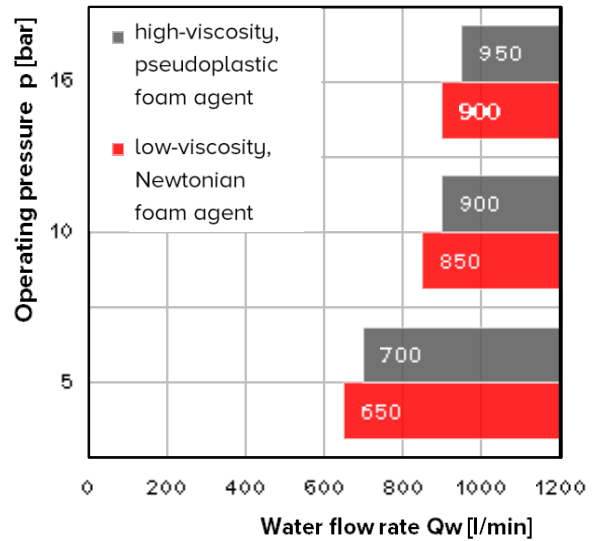 Operating pressure p [bar]
high-viscosity,
pseudoplastic
foam agent
low-viscosity,
Newtonian
foam agent
16
950
900
10
900
850
5
700
650
0 200 400 600 800 1000 1200
Water flow rate Qw [l/min]